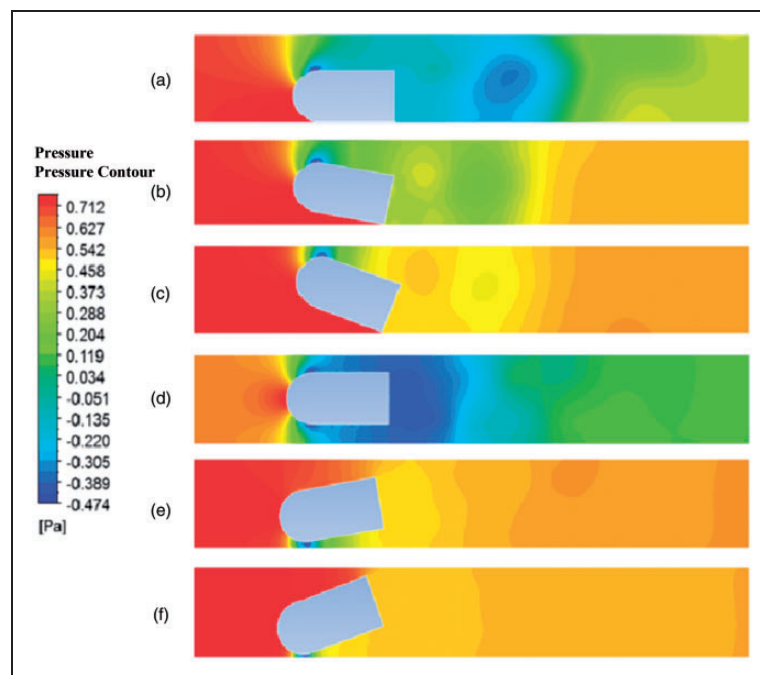 (a)
(b)
Pressure
Pressure Contour
0.712
0.627
0.542
0.458
0.373
0.288
0.204
0.119
0.034
-0.051
-0.135
-0.220
-0.305
-0.389
-0.474
[Pa]
(c)
(d)
(e)
(f)